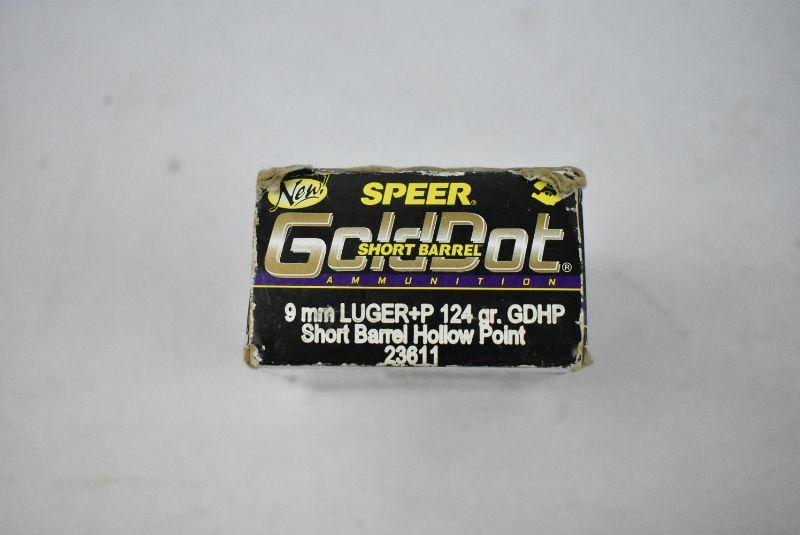 New!
SPEER®
GoldDot®
SHORT BARREL
AMMUNITION
9 mm LUGER+P 124 gr. GDHP
Short Barrel Hollow Point
23611